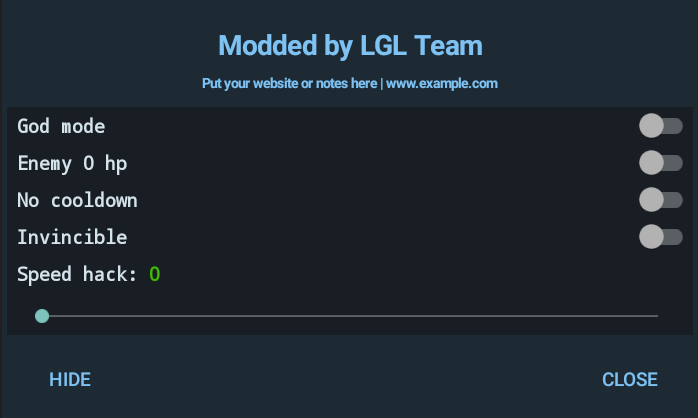 Modded by LGL Team
Put your website or notes here | www.example.com
God mode
Enemy 0 hp
No cooldown
Invincible
Speed hack: 0
HIDE CLOSE